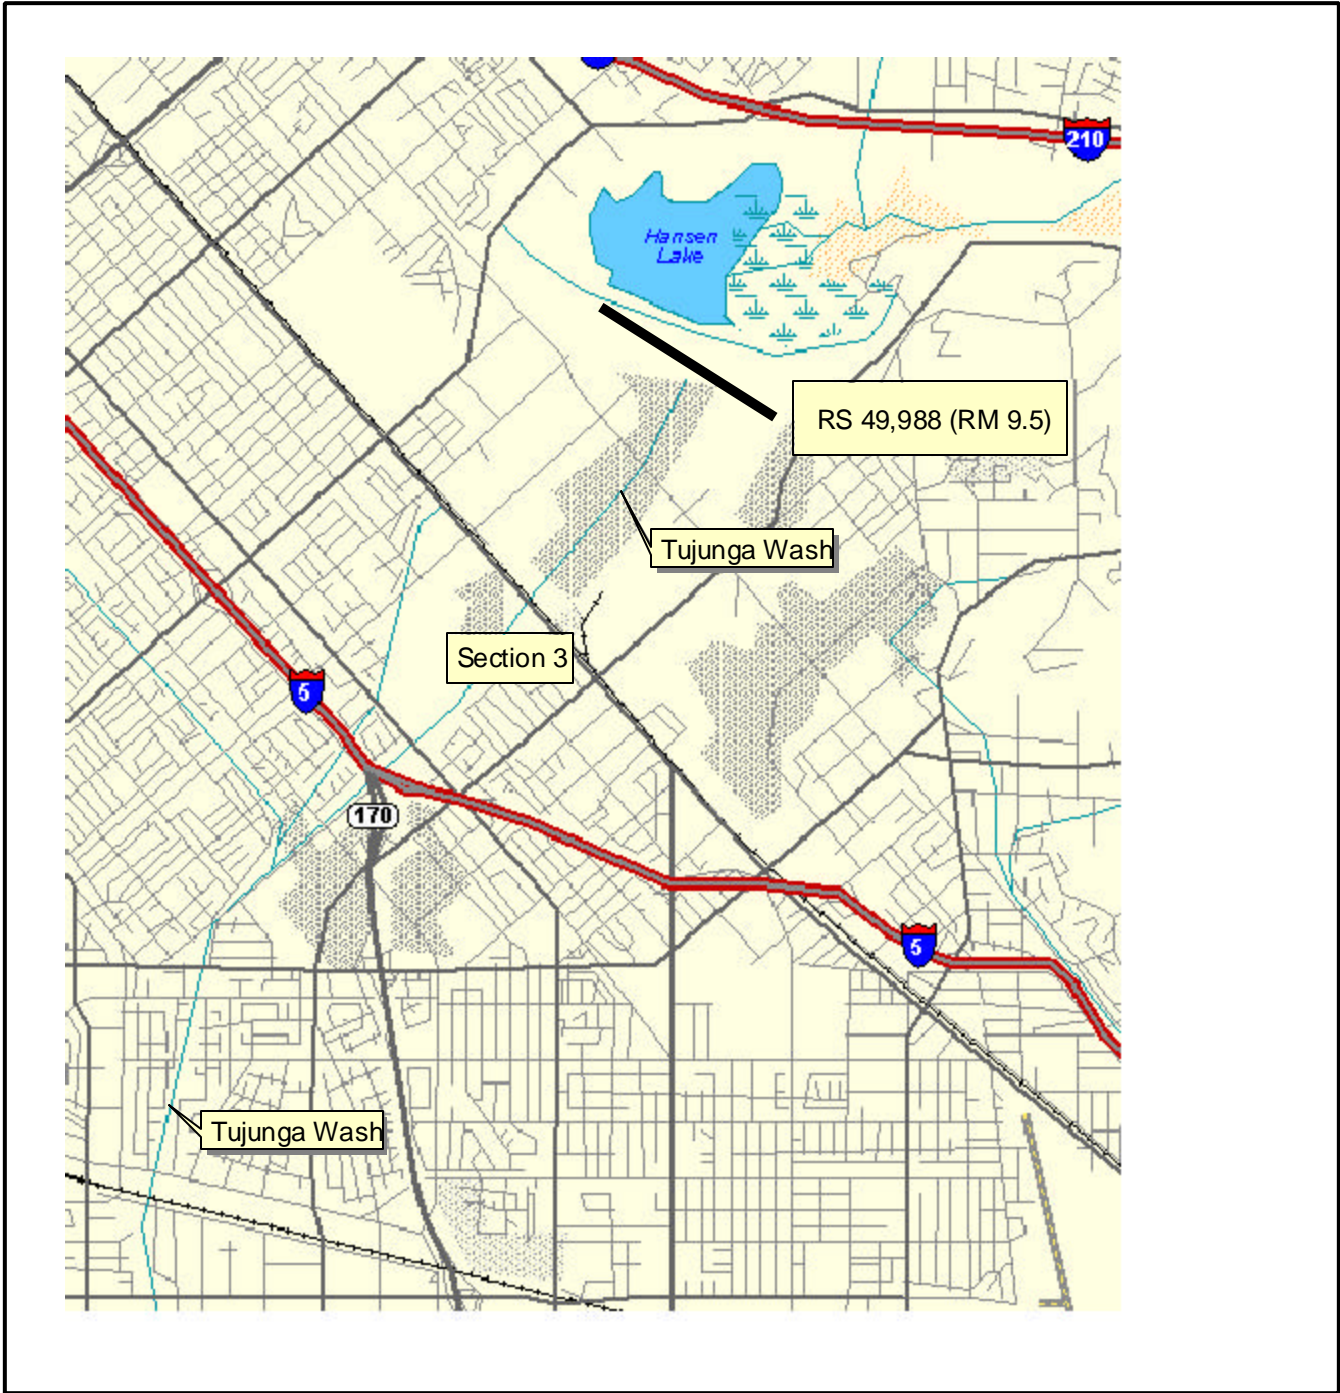 210
Hansen
Lake
RS 49,988 (RM 9.5)
Tujunga Wash
Section 3
5
170
5
Tujunga Wash